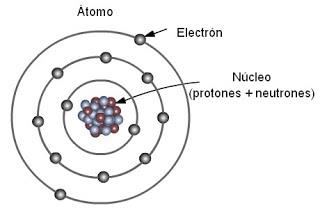 Átomo
Electrón
Núcleo
(protones + neutrones)